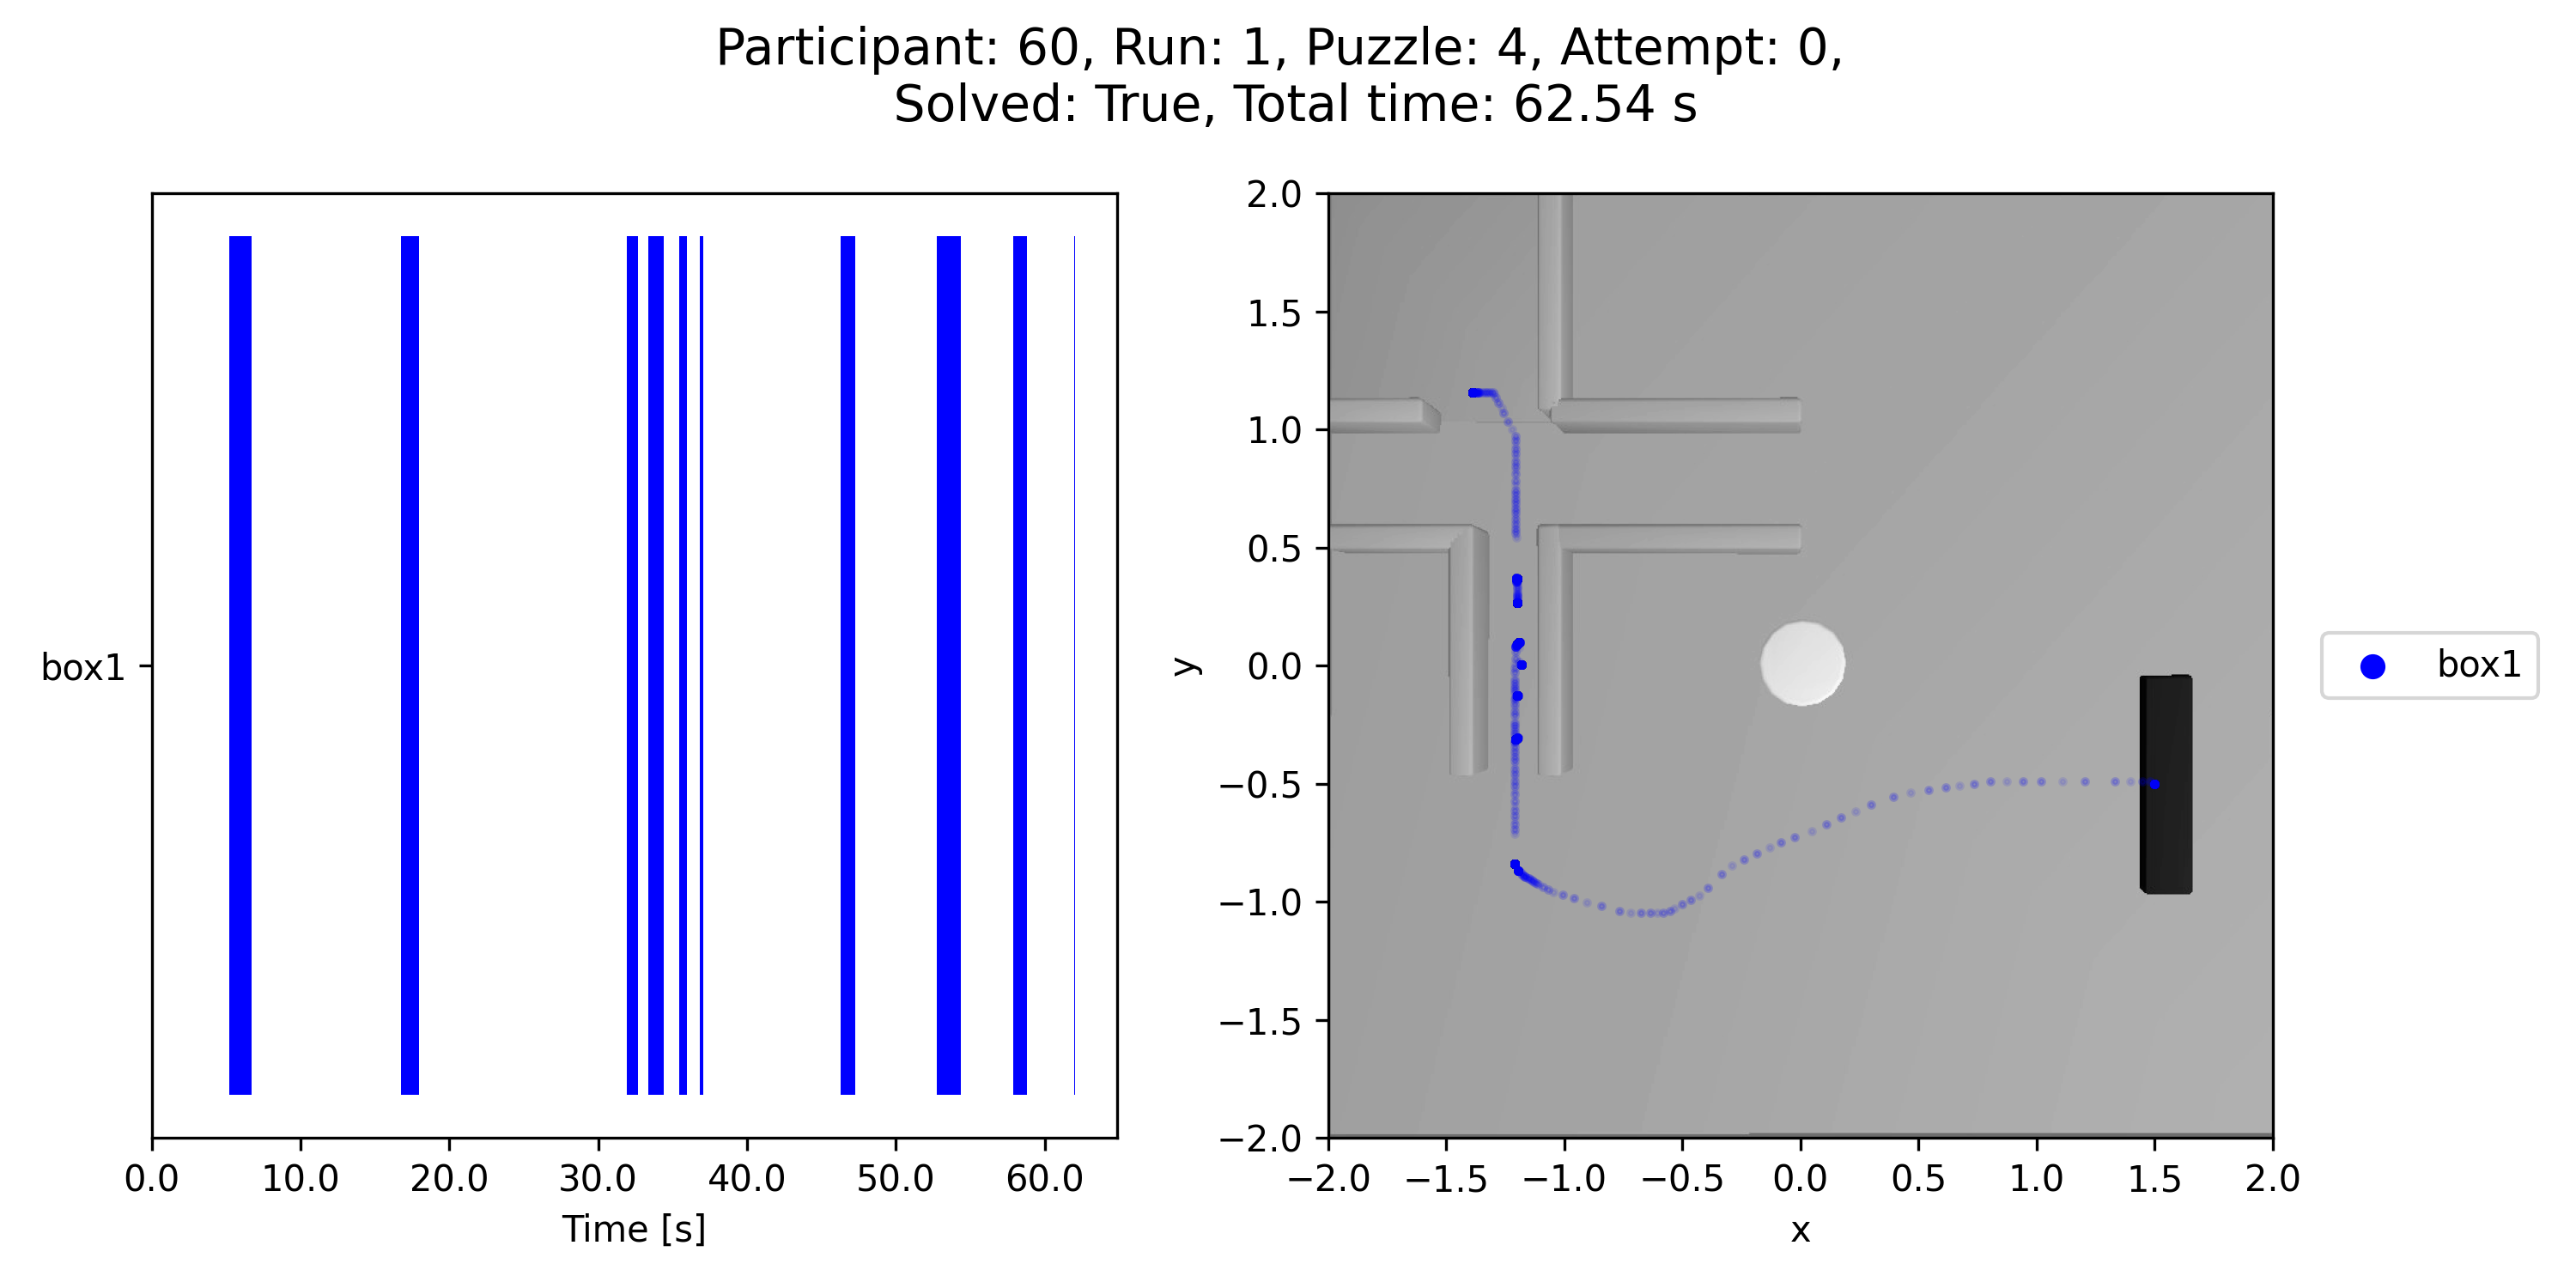 Participant: 60, Run: 1, Puzzle: 4, Attempt: 0,
Solved: True, Total time: 62.54 s
box1
0.0 10.0 20.0 30.0 40.0 50.0 60.0
Time [s]
2.0
1.5
1.0
0.5
0.0
−0.5
−1.0
−1.5
−2.0
y
−2.0 −1.5 −1.0 −0.5 0.0 0.5 1.0 1.5 2.0
x
box1